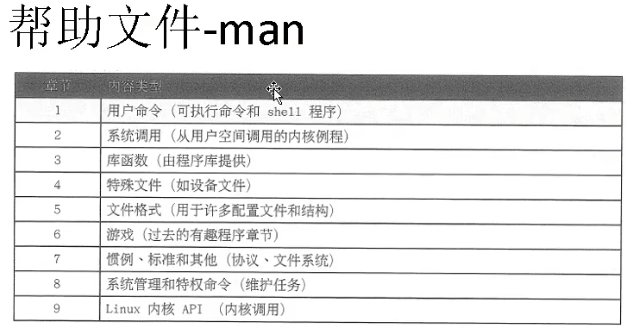 帮助文件-man
章节 内容类型
1 用户命令（可执行命令和 shell 程序）
2 系统调用（从用户空间调用的内核例程）
3 库函数（由程序库提供）
4 特殊文件（如设备文件）
5 文件格式（用于许多配置文件和结构）
6 游戏（过去的有趣程序章节）
7 惯例、标准和其他（协议、文件系统）
8 系统管理和特权命令（维护任务）
9 Linux 内核 API （内核调用）